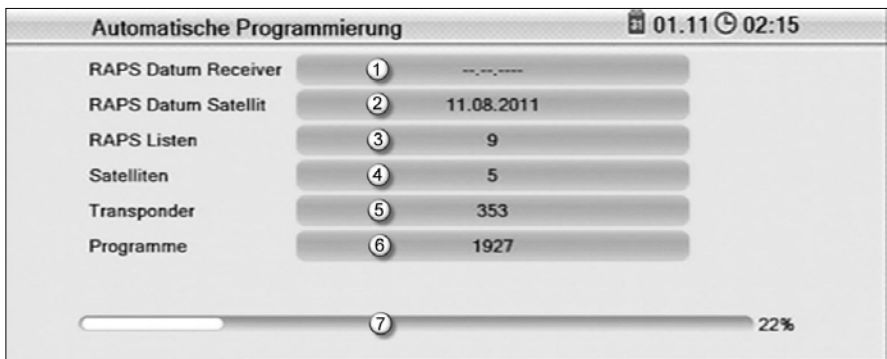 Automatische Programmierung 01.11 02:15
RAPS Datum Receiver 1 --.--.----
RAPS Datum Satellit 2 11.08.2011
RAPS Listen 3 9
Satelliten 4 5
Transponder 5 353
Programme 6 1927
7 22%